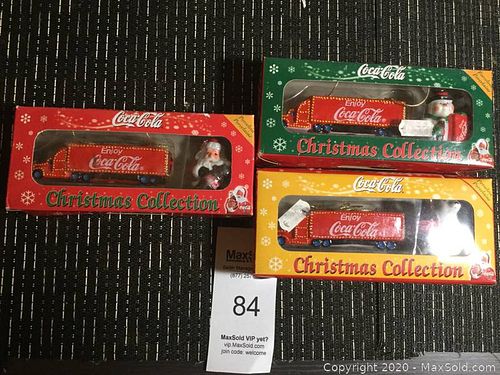 Coca-Cola
Enjoy
Coca-Cola
Christmas Collection
Coca-Cola
Enjoy
Coca-Cola
Christmas Collection
Coca-Cola
Enjoy
Coca-Cola
Christmas Collection
84
MaxSold VIP yet?
vip.MaxSold.com
join code: welcome
Copyright © 2020 - MaxSold.com